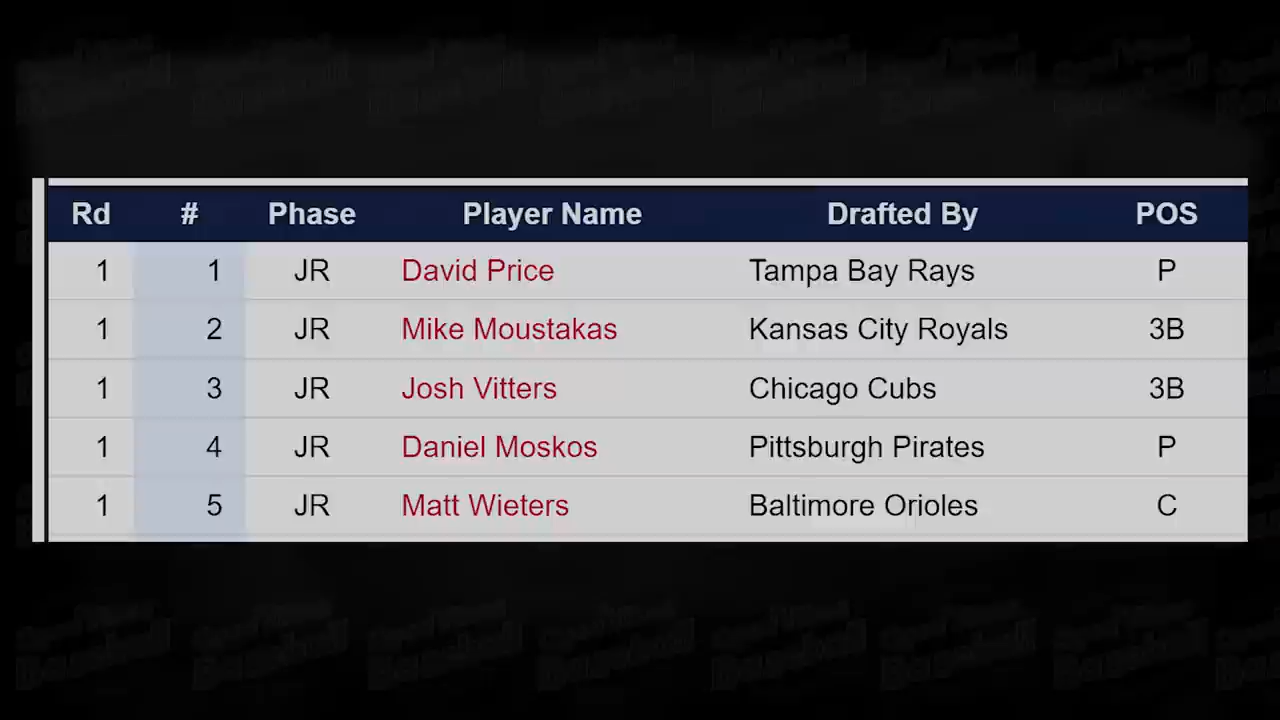 Rd # Phase Player Name Drafted By POS
1 1 JR David Price Tampa Bay Rays P
1 2 JR Mike Moustakas Kansas City Royals 3B
1 3 JR Josh Vitters Chicago Cubs 3B
1 4 JR Daniel Moskos Pittsburgh Pirates P
1 5 JR Matt Wieters Baltimore Orioles C